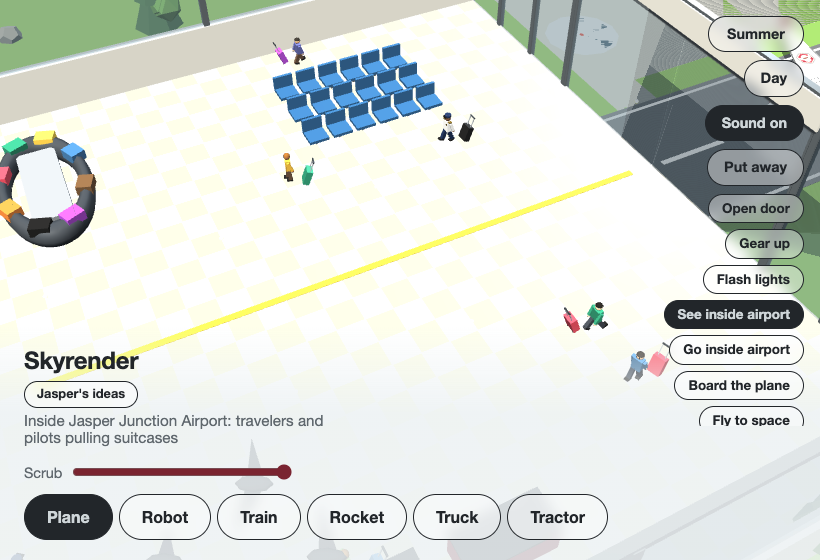 Summer
Day
Sound on
Put away
Open door
Gear up
Flash lights
See inside airport
Go inside airport
Board the plane
Fly to space
Skyrender
Jasper's ideas
Inside Jasper Junction Airport: travelers and
pilots pulling suitcases
Scrub
Plane
Robot
Train
Rocket
Truck
Tractor